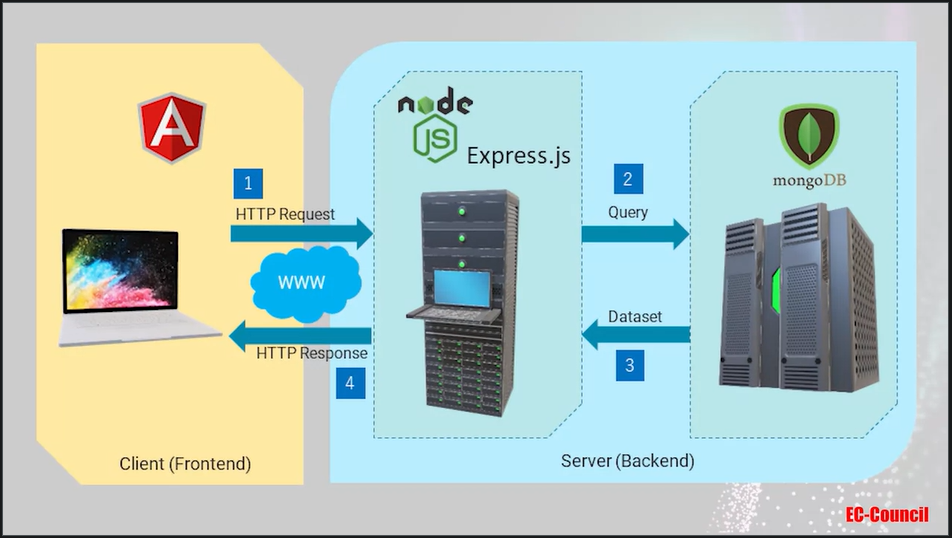 A
node
JS
Express.js
mongoDB
1
HTTP Request
2
Query
www
Dataset
3
HTTP Response
4
Client (Frontend)
Server (Backend)
EC-Council